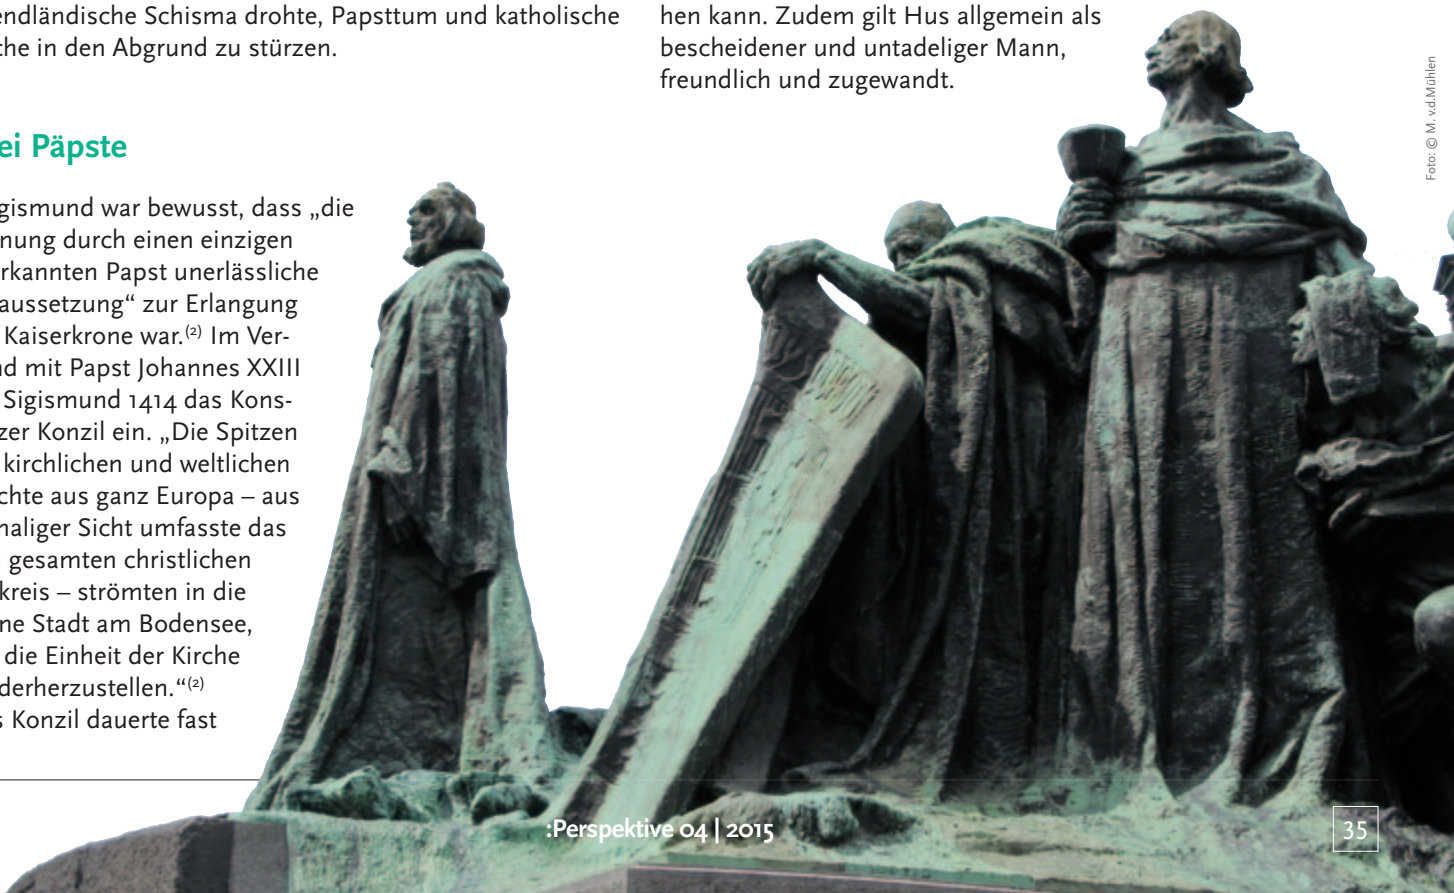 endländische Schisma drohte, Papsttum und katholische
che in den Abgrund zu stürzen.
ei Päpste
gismund war bewusst, dass „die
nung durch einen einzigen
rkannten Papst unerlässliche
aussetzung“ zur Erlangung
Kaiserkrone war.(2) Im Ver-
nd mit Papst Johannes XXIII
Sigismund 1414 das Kons-
zer Konzil ein. „Die Spitzen
kirchlichen und weltlichen
chte aus ganz Europa – aus
naliger Sicht umfasste das
gesamten christlichen
kreis – strömten in die
ne Stadt am Bodensee,
die Einheit der Kirche
derherzustellen.“(2)
s Konzil dauerte fast
hen kann. Zudem gilt Hus allgemein als
bescheidener und untadeliger Mann,
freundlich und zugewandt.
Foto: © M. v.d.Mühlen
:Perspektive 04 | 2015
35